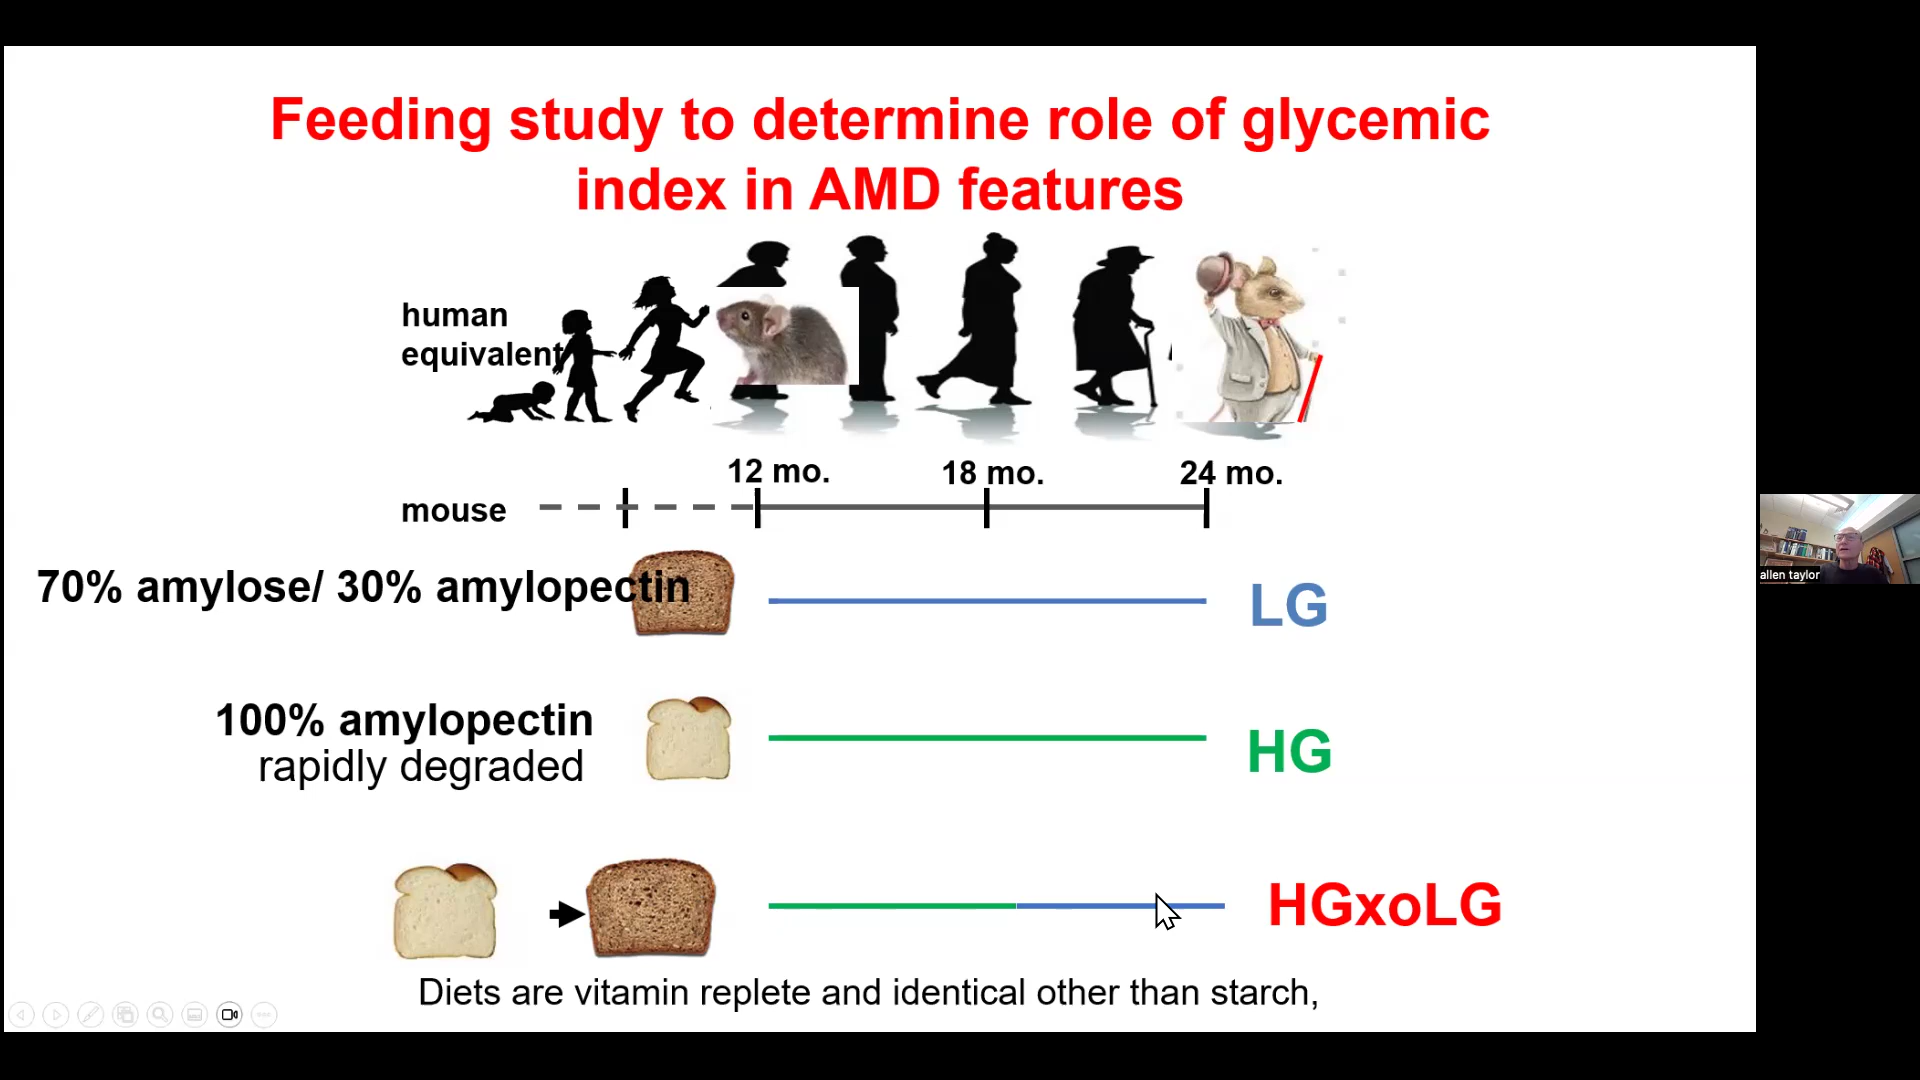 Feeding study to determine role of glycemic
index in AMD features
human
equivalent
12 mo.
18 mo.
24 mo.
mouse
70% amylose/ 30% amylopectin
LG
100% amylopectin
rapidly degraded
HG
HGxoLG
Diets are vitamin replete and identical other than starch,
allen taylor